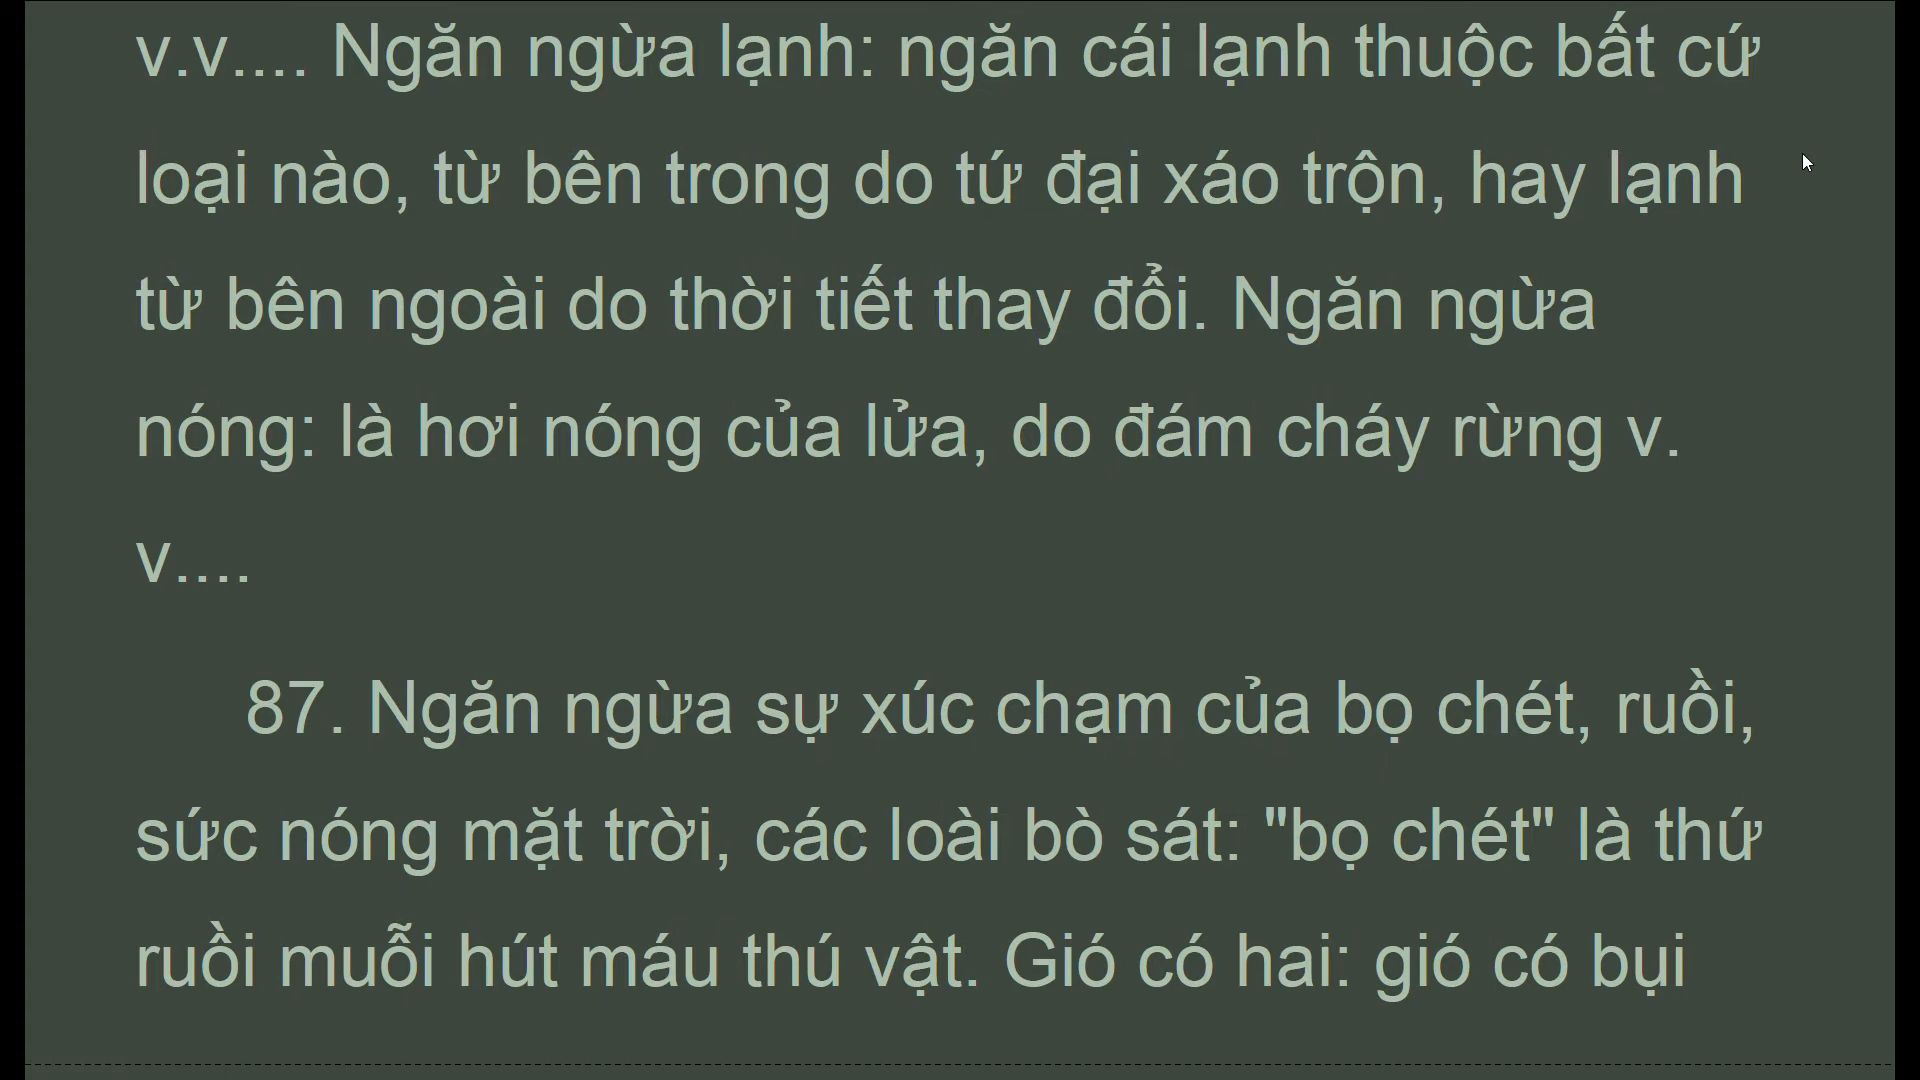 v.v.... Ngăn ngừa lạnh: ngăn cái lạnh thuộc bất cứ
loại nào, từ bên trong do tứ đại xáo trộn, hay lạnh
từ bên ngoài do thời tiết thay đổi. Ngăn ngừa
nóng: là hơi nóng của lửa, do đám cháy rừng v.
v....
87. Ngăn ngừa sự xúc chạm của bọ chét, ruồi,
sức nóng mặt trời, các loài bò sát: "bọ chét" là thứ
ruồi muỗi hút máu thú vật. Gió có hai: gió có bụi